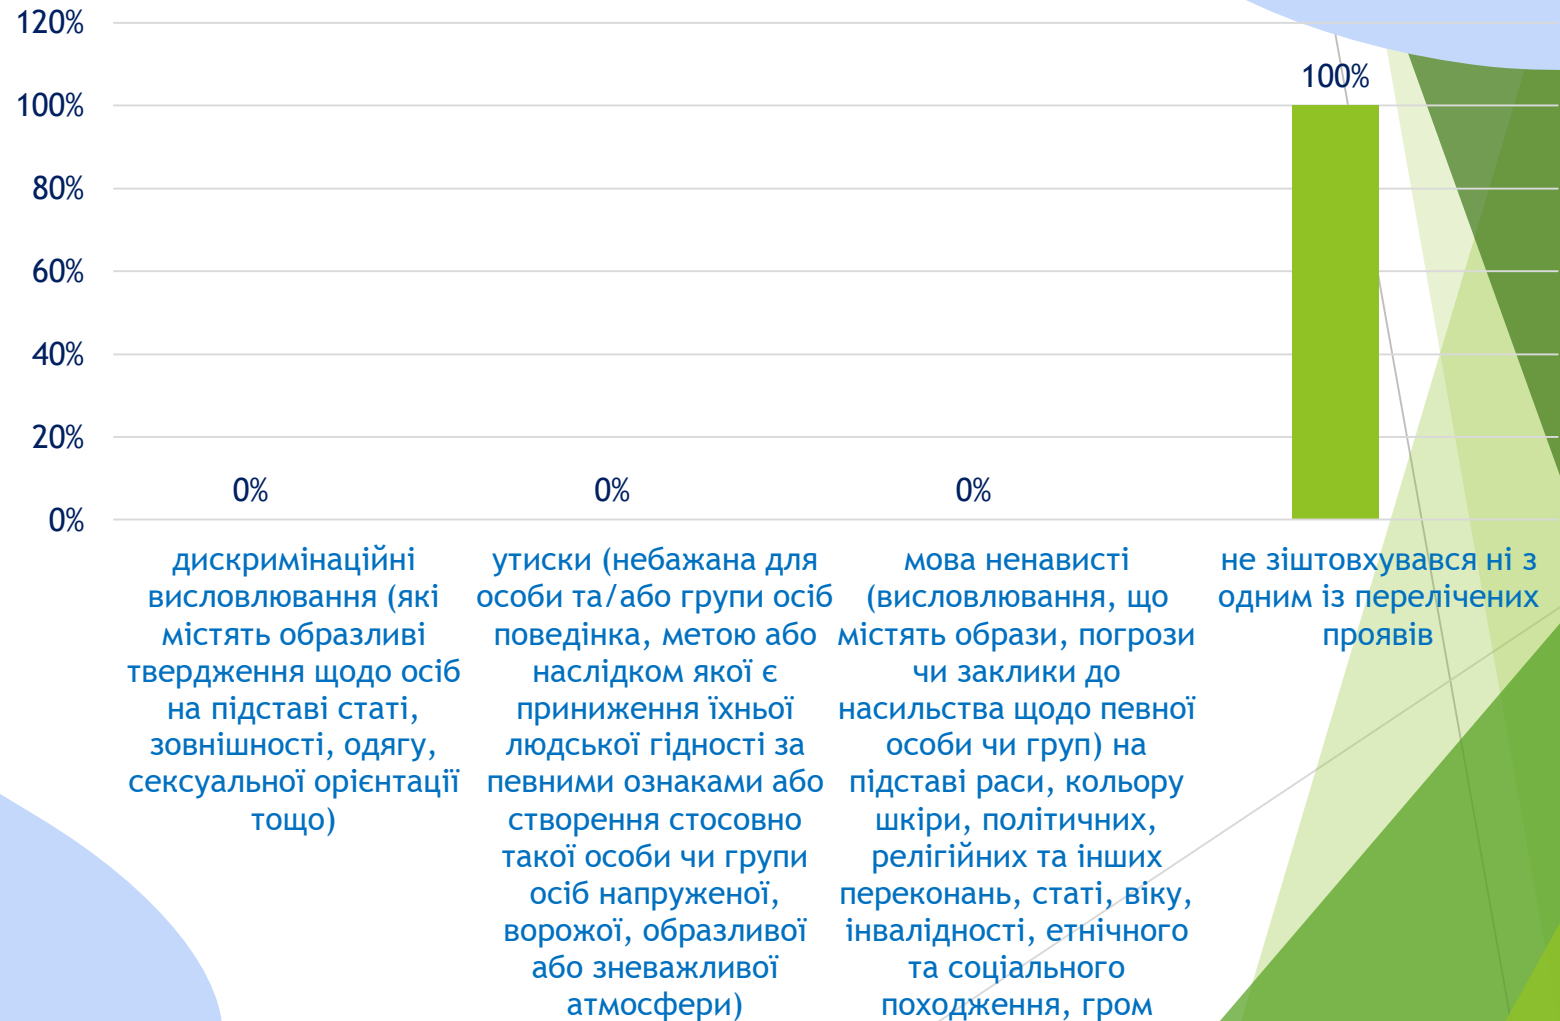 120%
100%
80%
60%
40%
20%
0%
0%
0%
0%
100%
дискримінаційні
висловлювання (які
містять образливі
твердження щодо осіб
на підставі статі,
зовнішності, одягу,
сексуальної орієнтації
тощо)
утиски (небажана для
особи та/або групи осіб
поведінка, метою або
наслідком якої є
приниження їхньої
людської гідності за
певними ознаками або
створення стосовно
такої особи чи групи
осіб напруженої,
ворожої, образливої
або зневажливої
атмосфери)
мова ненависті
(висловлювання, що
містять образи, погрози
чи заклики до
насильства щодо певної
особи чи груп) на
підставі раси, кольору
шкіри, політичних,
релігійних та інших
переконань, статі, віку,
інвалідності, етнічного
та соціального
походження, гром
не зіштовхувався ні з
одним із перелічених
проявів